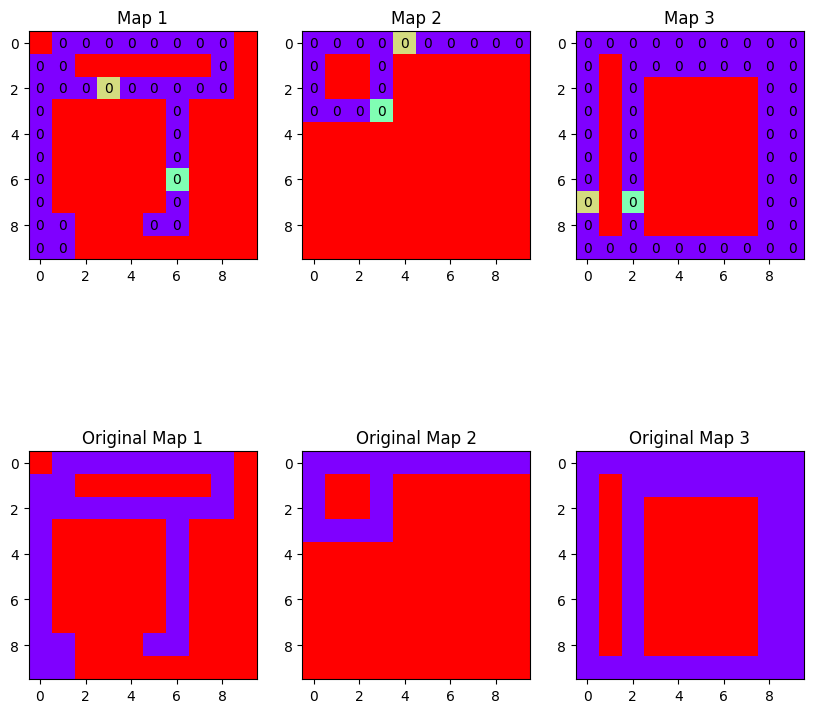 Map 1
0 0 0 0 0 0 0 0 0
0 0 0
2 0 0 0 0 0 0 0 0 0
0 0
4 0 0
0 0
6 0 0
0 0
8 0 0 0 0
0 0
0 2 4 6 8
Map 2
0 0 0 0 0 0 0 0 0 0 0
0 0
2 0 0
0 0 0 0
4
6
8
0 2 4 6 8
Map 3
0 0 0 0 0 0 0 0 0 0 0
0 0 0 0 0 0 0 0 0
2 0 0 0 0
0 0 0 0
4 0 0 0 0
0 0 0 0
6 0 0 0 0
0 0 0 0
8 0 0 0 0
0 0 0 0 0 0 0 0 0 0
0 2 4 6 8
Original Map 1
0
2
4
6
8
0 2 4 6 8
Original Map 2
0
2
4
6
8
0 2 4 6 8
Original Map 3
0
2
4
6
8
0 2 4 6 8